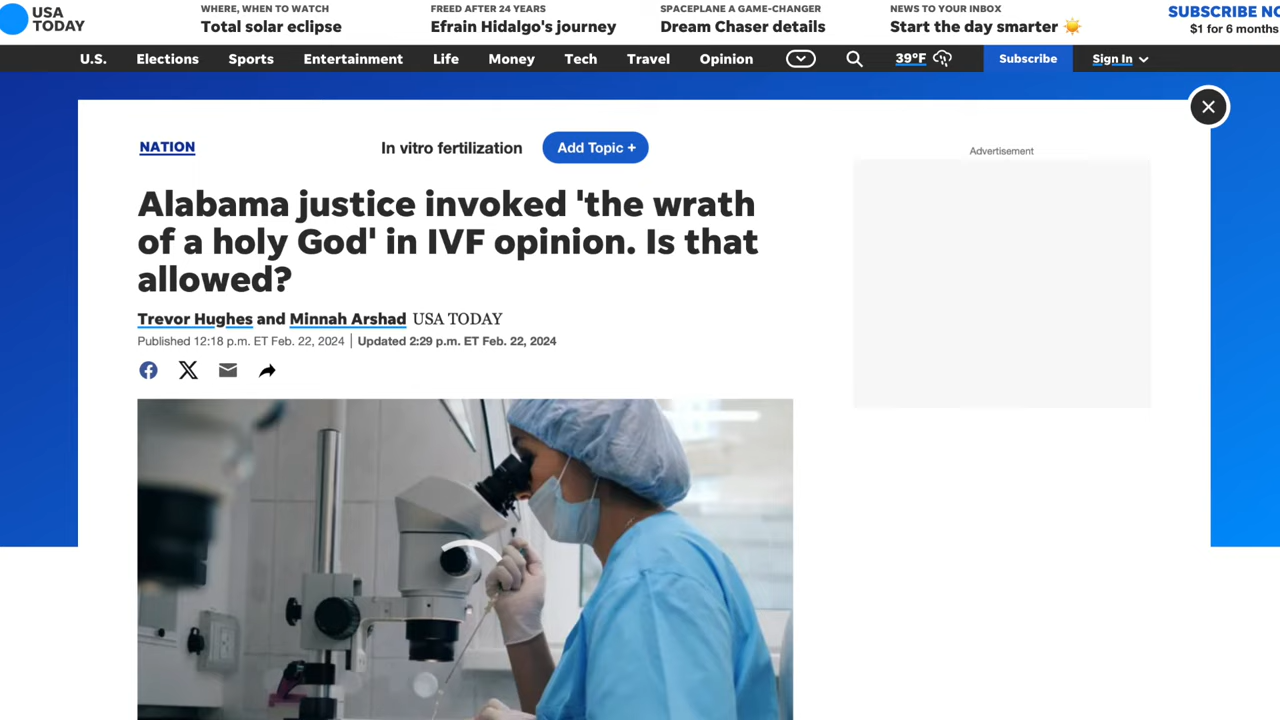 USA
TODAY
WHERE, WHEN TO WATCH
Total solar eclipse
FREED AFTER 24 YEARS
Efrain Hidalgo's journey
SPACEPLANE A GAME-CHANGER
Dream Chaser details
NEWS TO YOUR INBOX
Start the day smarter ☀️
SUBSCRIBE NO
$1 for 6 months
U.S. Elections Sports Entertainment Life Money Tech Travel Opinion 39°F Subscribe Sign In
NATION In vitro fertilization Add Topic +
Advertisement
Alabama justice invoked 'the wrath
of a holy God' in IVF opinion. Is that
allowed?
Trevor Hughes and Minnah Arshad USA TODAY
Published 12:18 p.m. ET Feb. 22, 2024 | Updated 2:29 p.m. ET Feb. 22, 2024